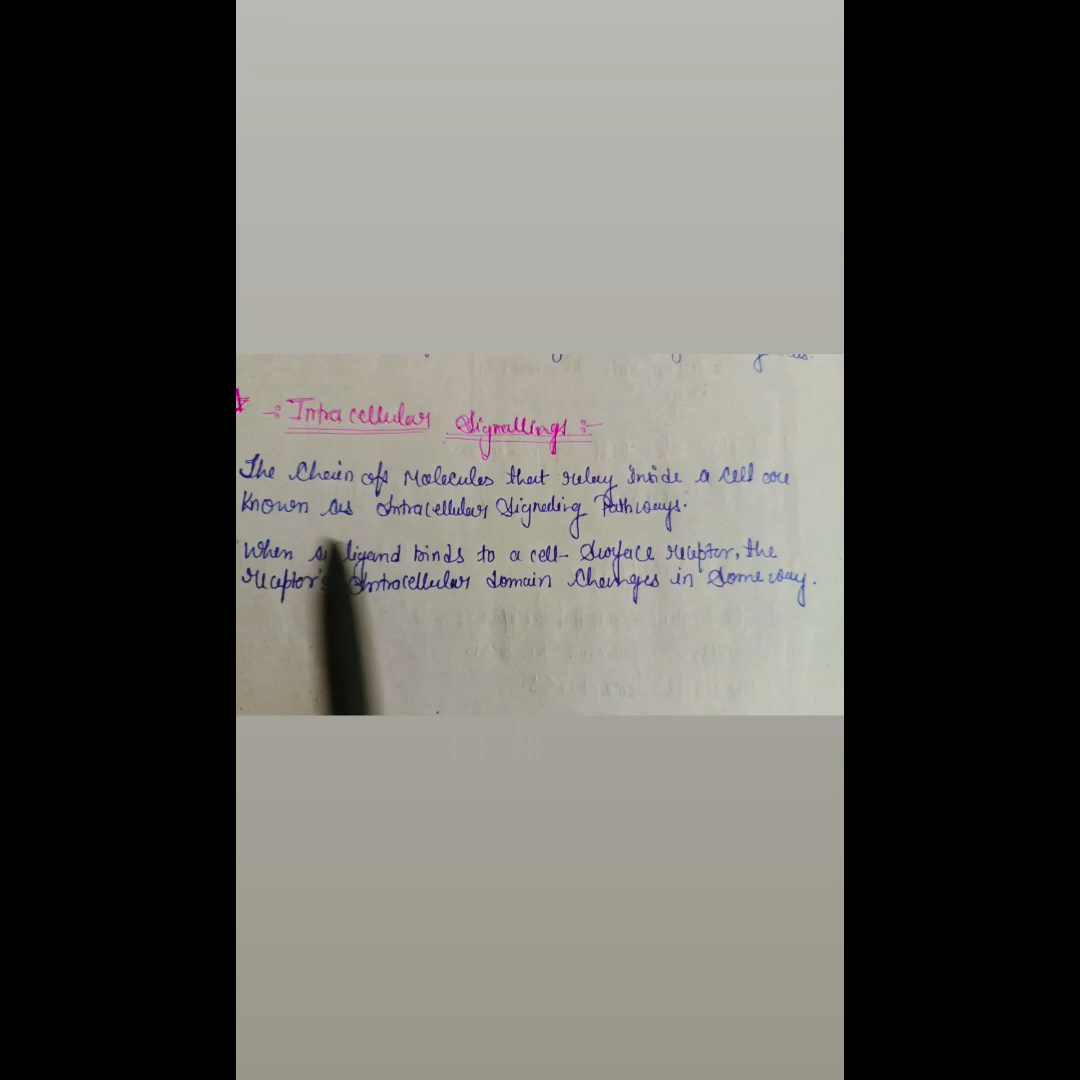 -: Intracellular Signallings :-
The Chain of Molecules that relay inside a cell are
Known as Intracellular Signaling Pathways.
When a ligand binds to a cell- Surface receptor, the
receptor's Intracellular domain Changes in Some way.